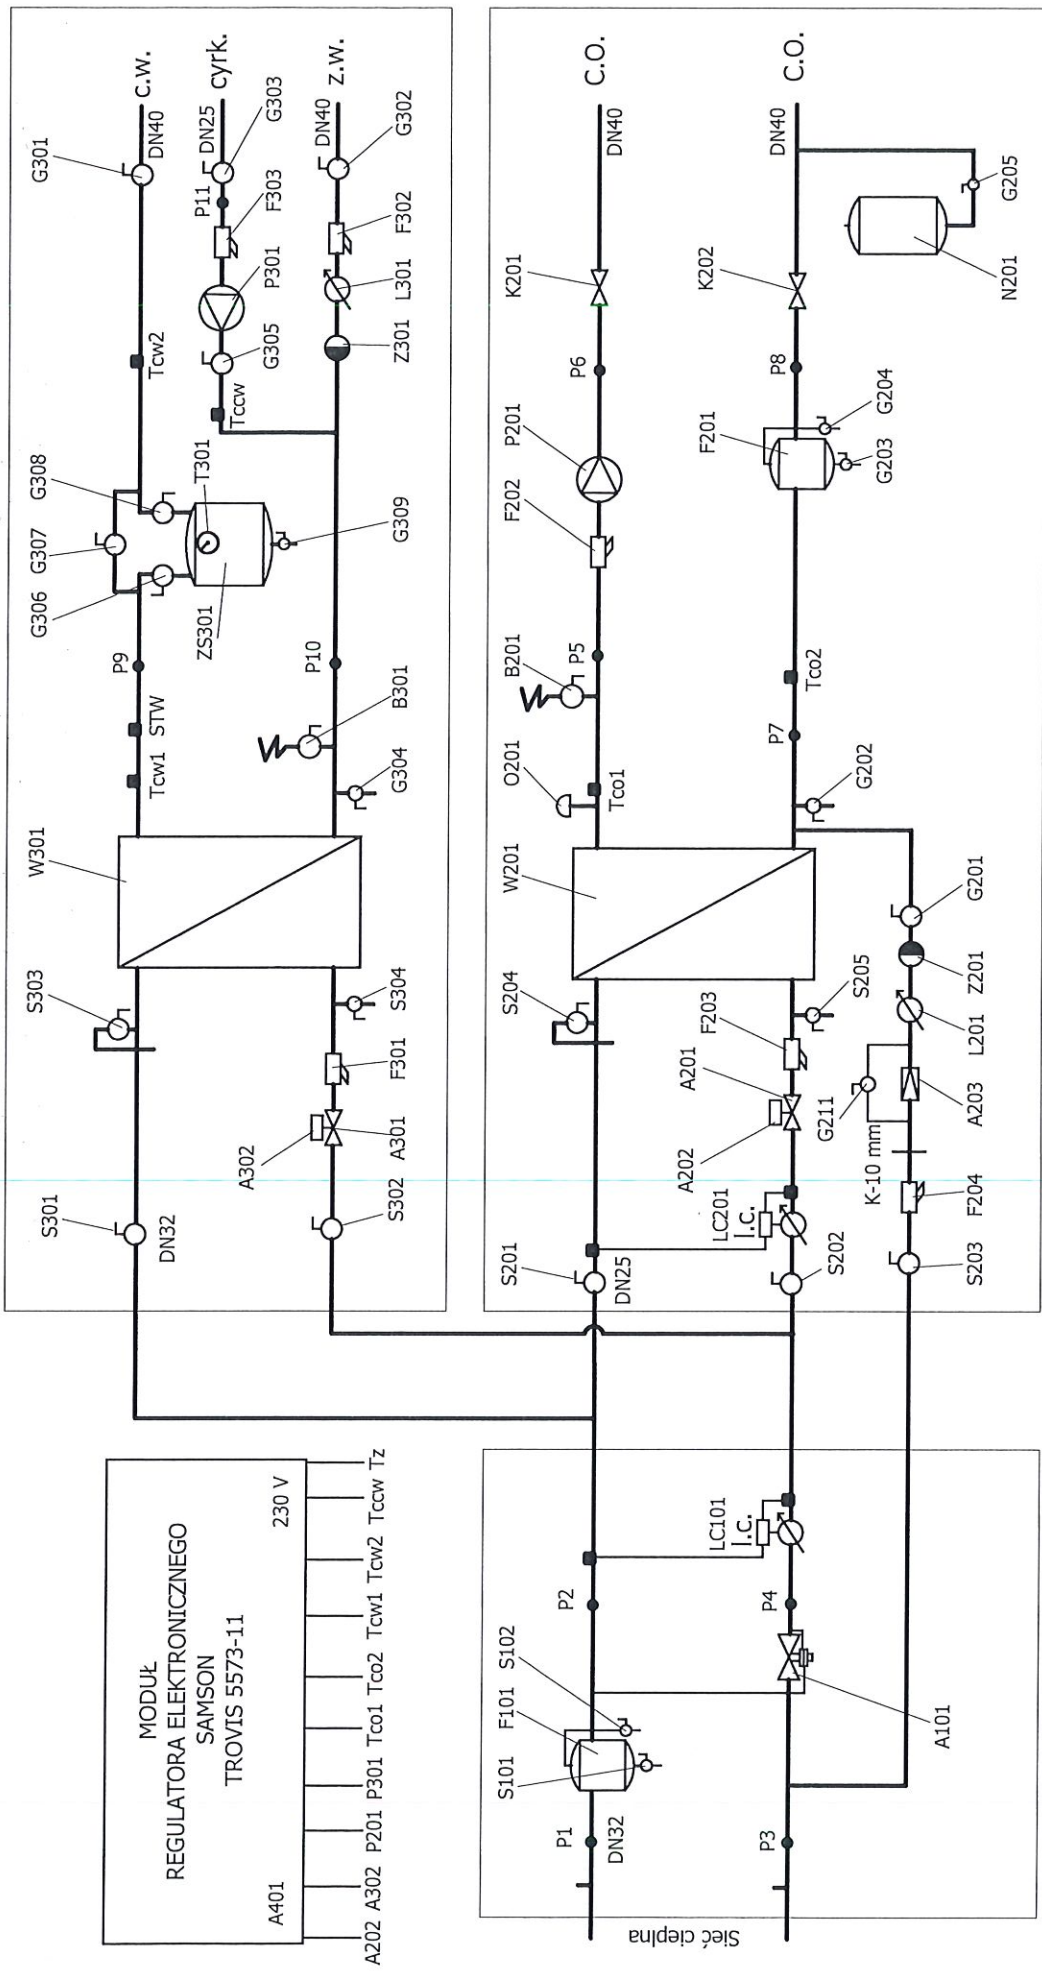 MODUŁ
REGULATORA ELEKTRONICZNEGO
SAMSON
TROVIS 5573-11
A401
230 V
A202 A302 P201 P301 Tco1 Tco2 Tcw1 Tcw2 Tccw Tz
S301
DN32
S303
W301
Tcw1
STW
P9
G306
G307
G308
Tcw2
G301
C.W.
DN40
T301
ZS301
G309
Tccw
G305
P301
F303
P11
G303
DN25
cyrk.
A302
A301
S302
F301
S304
G304
B301
P10
Z301
L301
F302
G302
DN40
Z.W.
Sieć cieplna
P1
DN32
S101
F101
S102
P2
LC101
l.c.
P3
A101
P4
S201
DN25
LC201
l.c.
S202
S204
W201
O201
Tco1
B201
P5
F202
P201
P6
K201
DN40
C.O.
A202
A201
F203
S205
G202
P7
Tco2
F201
G203
G204
P8
K202
DN40
C.O.
N201
G205
S203
F204
K-10 mm
G211
A203
L201
Z201
G201